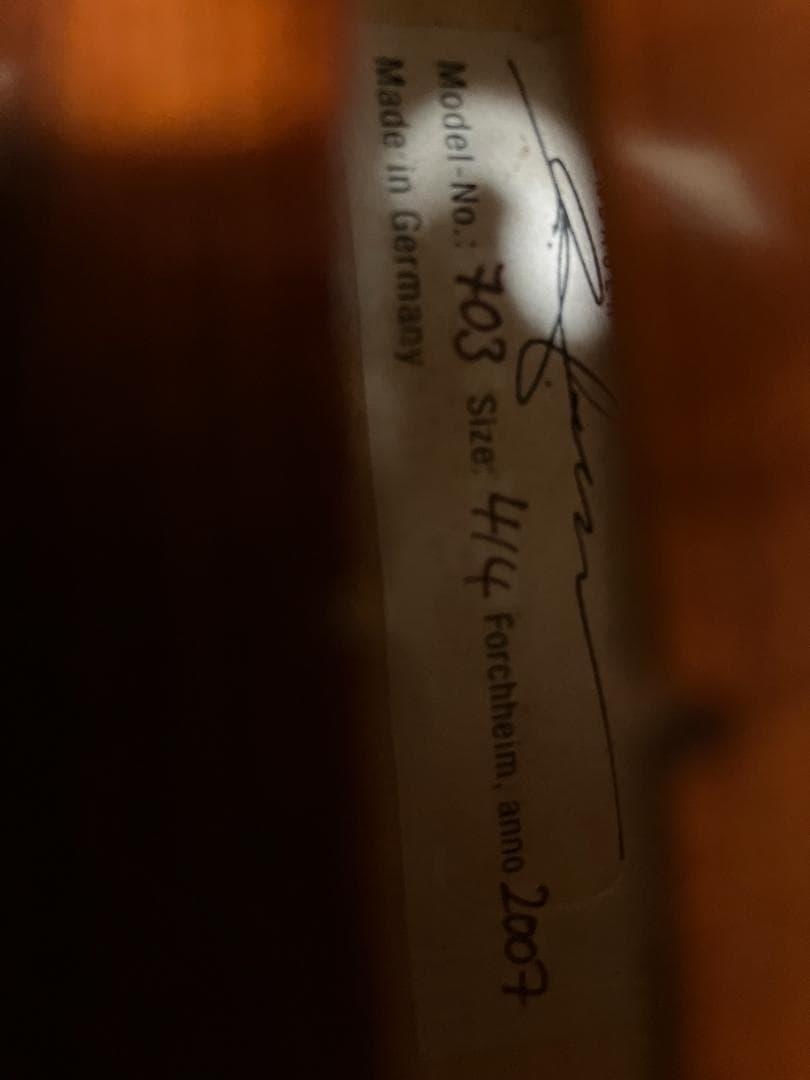 Model-No.: 703 Size: 4/4 Forchheim, anno 2007
Made in Germany